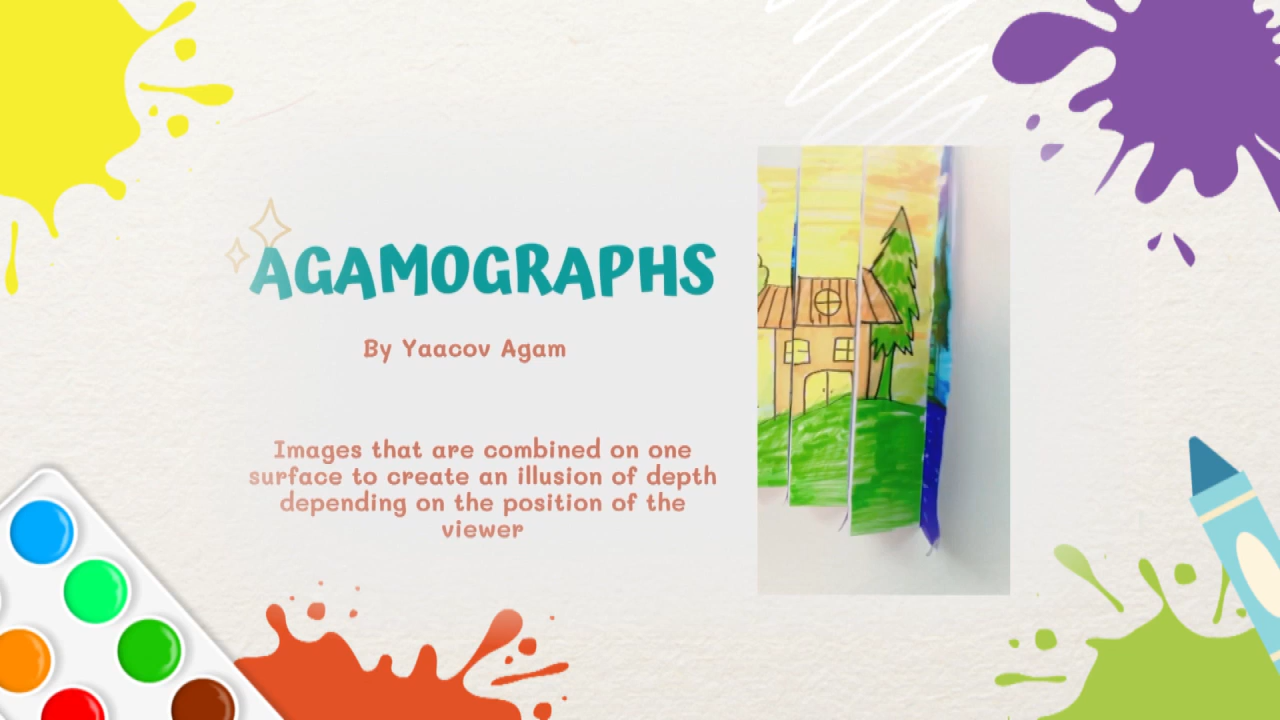 AGAMOGRAPHS
By Yaacov Agam
Images that are combined on one
surface to create an illusion of depth
depending on the position of the
viewer